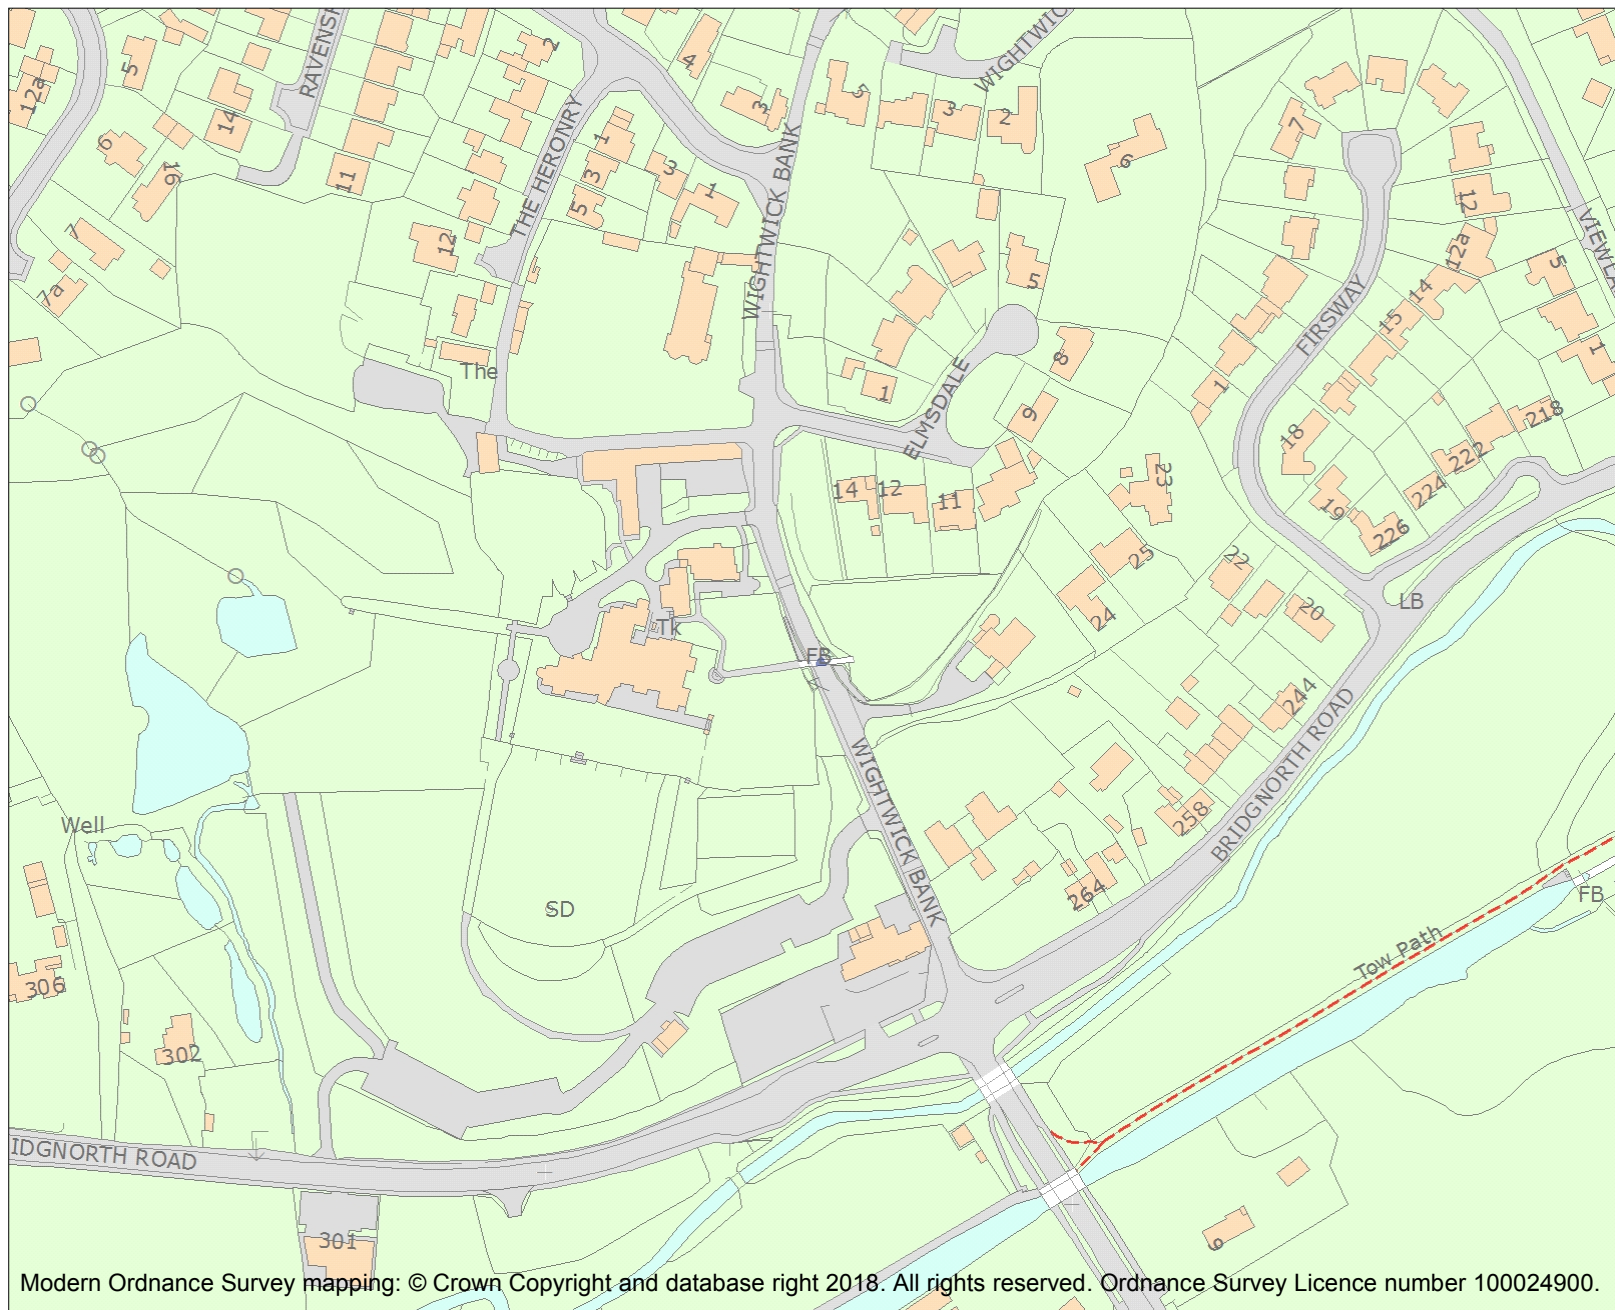 RAVENSH
WIGHTWIC
2
4
5
12a
5
3
3
2
14
6
1
7
6
16
11
3
3
1
THE HERONRY
WIGHTWICK BANK
5
12
12
VIEWLA
7
12a
5
5
7a
14
FIRSWAY
15
1
The
8
1
1
ELMSDALE
9
218
18
222
23
14
12
11
224
19
226
25
22
LB
20
24
Tk
FB
244
WIGHTWICK BANK
BRIDGNORTH ROAD
Well
258
264
FB
SD
Tow Path
306
302
IDGNORTH ROAD
301
9
Modern Ordnance Survey mapping: © Crown Copyright and database right 2018. All rights reserved. Ordnance Survey Licence number 100024900.